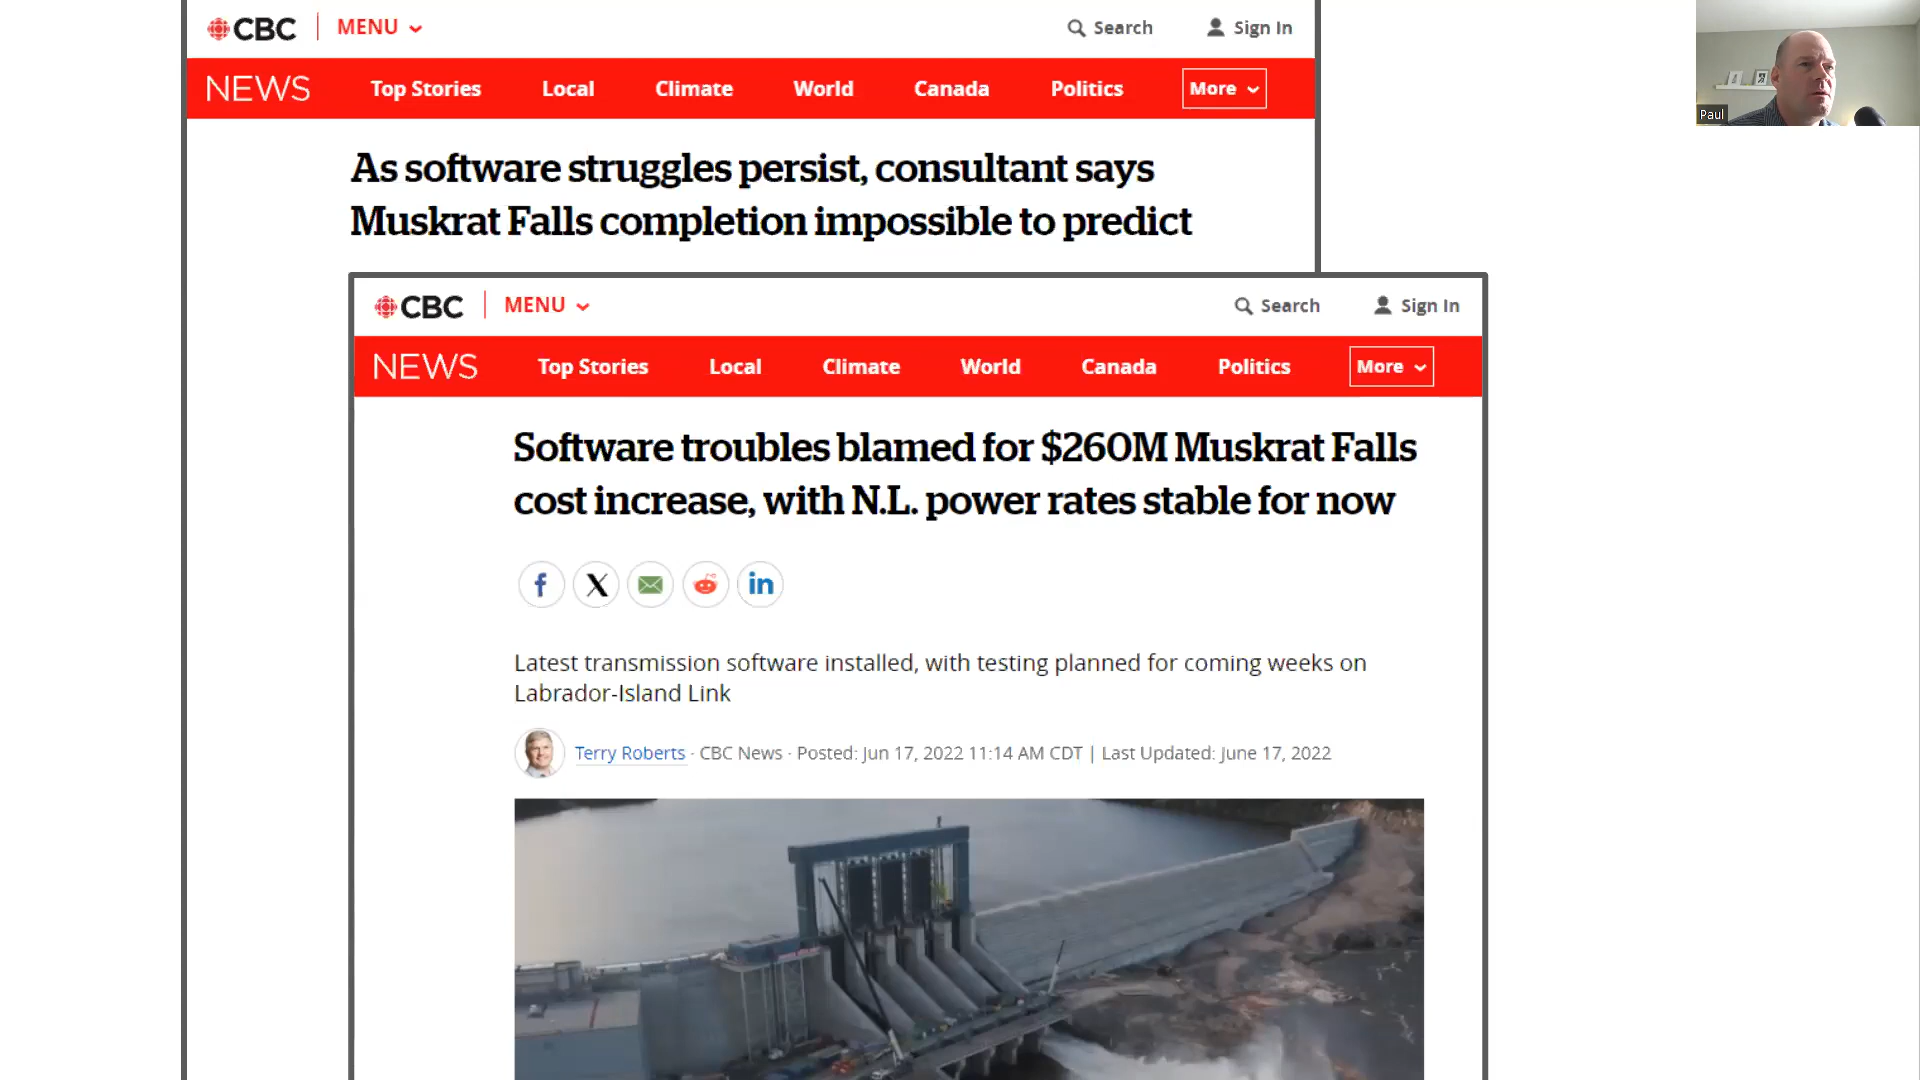 CBC MENU Search Sign In
NEWS Top Stories Local Climate World Canada Politics More
As software struggles persist, consultant says
Muskrat Falls completion impossible to predict
CBC MENU Search Sign In
NEWS Top Stories Local Climate World Canada Politics More
Software troubles blamed for $260M Muskrat Falls
cost increase, with N.L. power rates stable for now
Latest transmission software installed, with testing planned for coming weeks on
Labrador-Island Link
Terry Roberts · CBC News · Posted: Jun 17, 2022 11:14 AM CDT | Last Updated: June 17, 2022
Paul